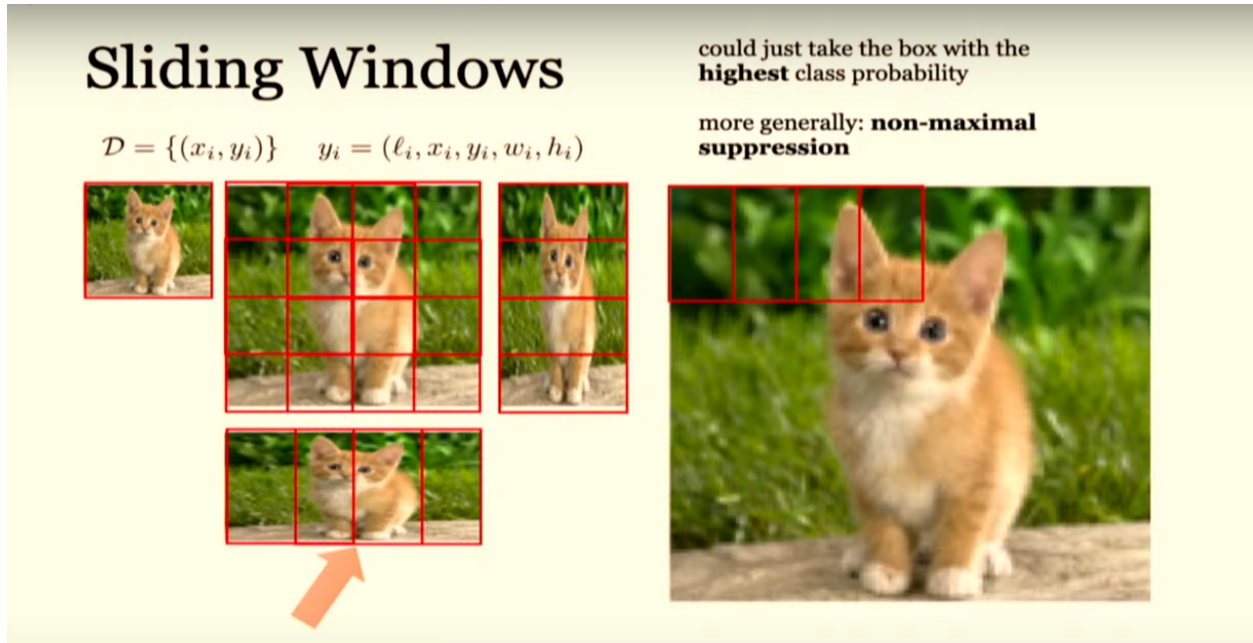 Sliding Windows
𝒟 = {(xᵢ, yᵢ)}  yᵢ = (ℓᵢ, xᵢ, yᵢ, wᵢ, hᵢ)
could just take the box with the
highest class probability
more generally: non-maximal
suppression